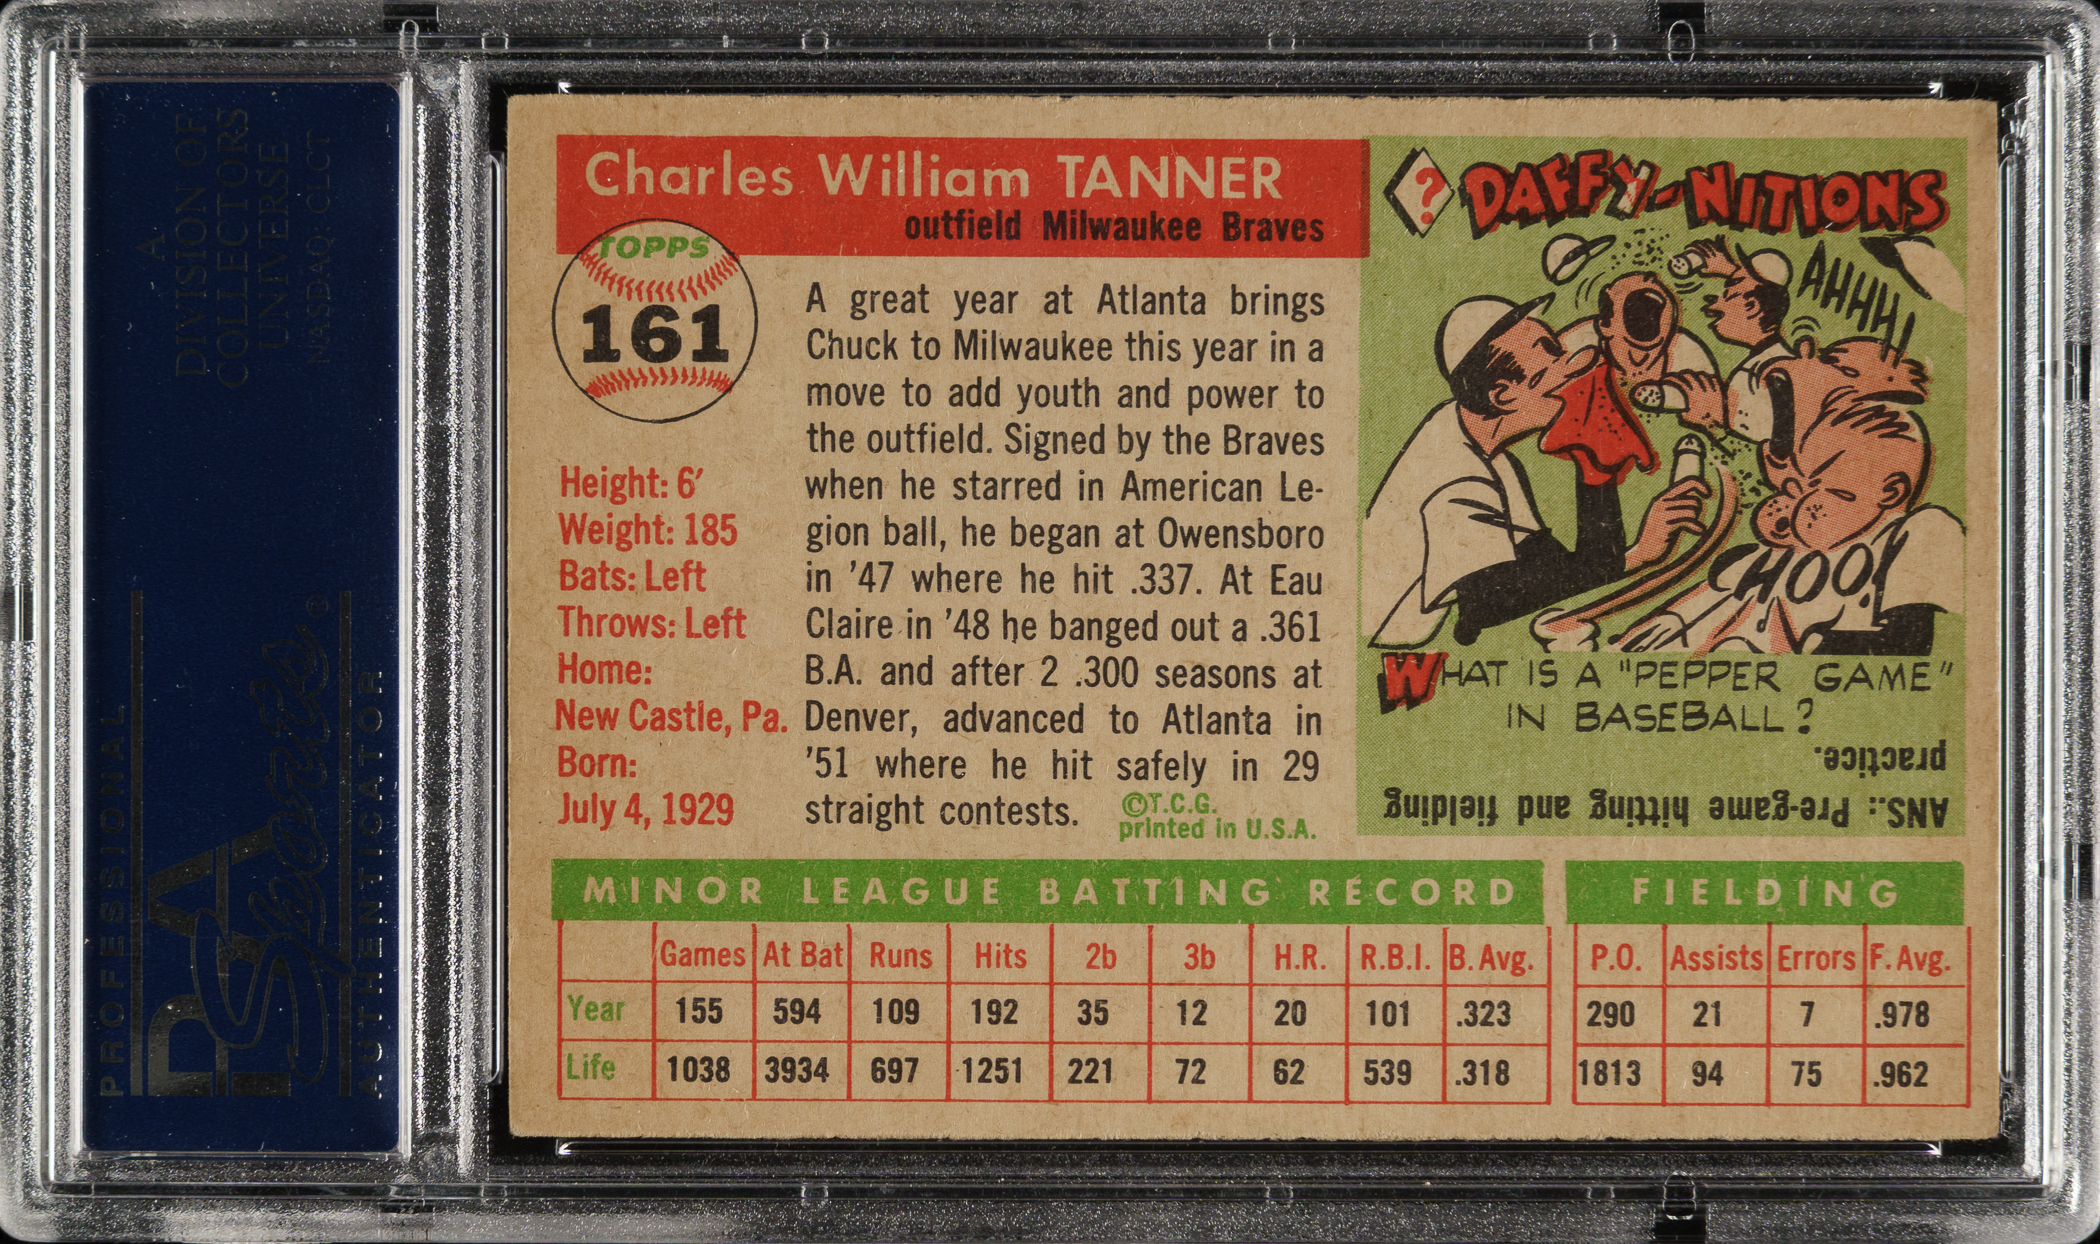 A
DIVISION OF
COLLECTORS
UNIVERSE
NASDAQ: CLCT
PROFESSIONAL
PSA
Sports®
AUTHENTICATOR
Charles William TANNER
outfield Milwaukee Braves
TOPPS
161
Height: 6′
Weight: 185
Bats: Left
Throws: Left
Home:
New Castle, Pa.
Born:
July 4, 1929
A great year at Atlanta brings
Chuck to Milwaukee this year in a
move to add youth and power to
the outfield. Signed by the Braves
when he starred in American Le-
gion ball, he began at Owensboro
in ’47 where he hit .337. At Eau
Claire in ’48 he banged out a .361
B.A. and after 2 .300 seasons at
Denver, advanced to Atlanta in
’51 where he hit safely in 29
straight contests.
©T.C.G.
printed in U.S.A.
? DAFFY-NITIONS
AHHH!
CHOO!
WHAT IS A "PEPPER GAME"
IN BASEBALL?
ANS.: Pre-game hitting and fielding
practice.
MINOR LEAGUE BATTING RECORD FIELDING
Games At Bat Runs Hits 2b 3b H.R. R.B.I. B. Avg. P.O. Assists Errors F. Avg.
Year 155 594 109 192 35 12 20 101 .323 290 21 7 .978
Life 1038 3934 697 1251 221 72 62 539 .318 1813 94 75 .962